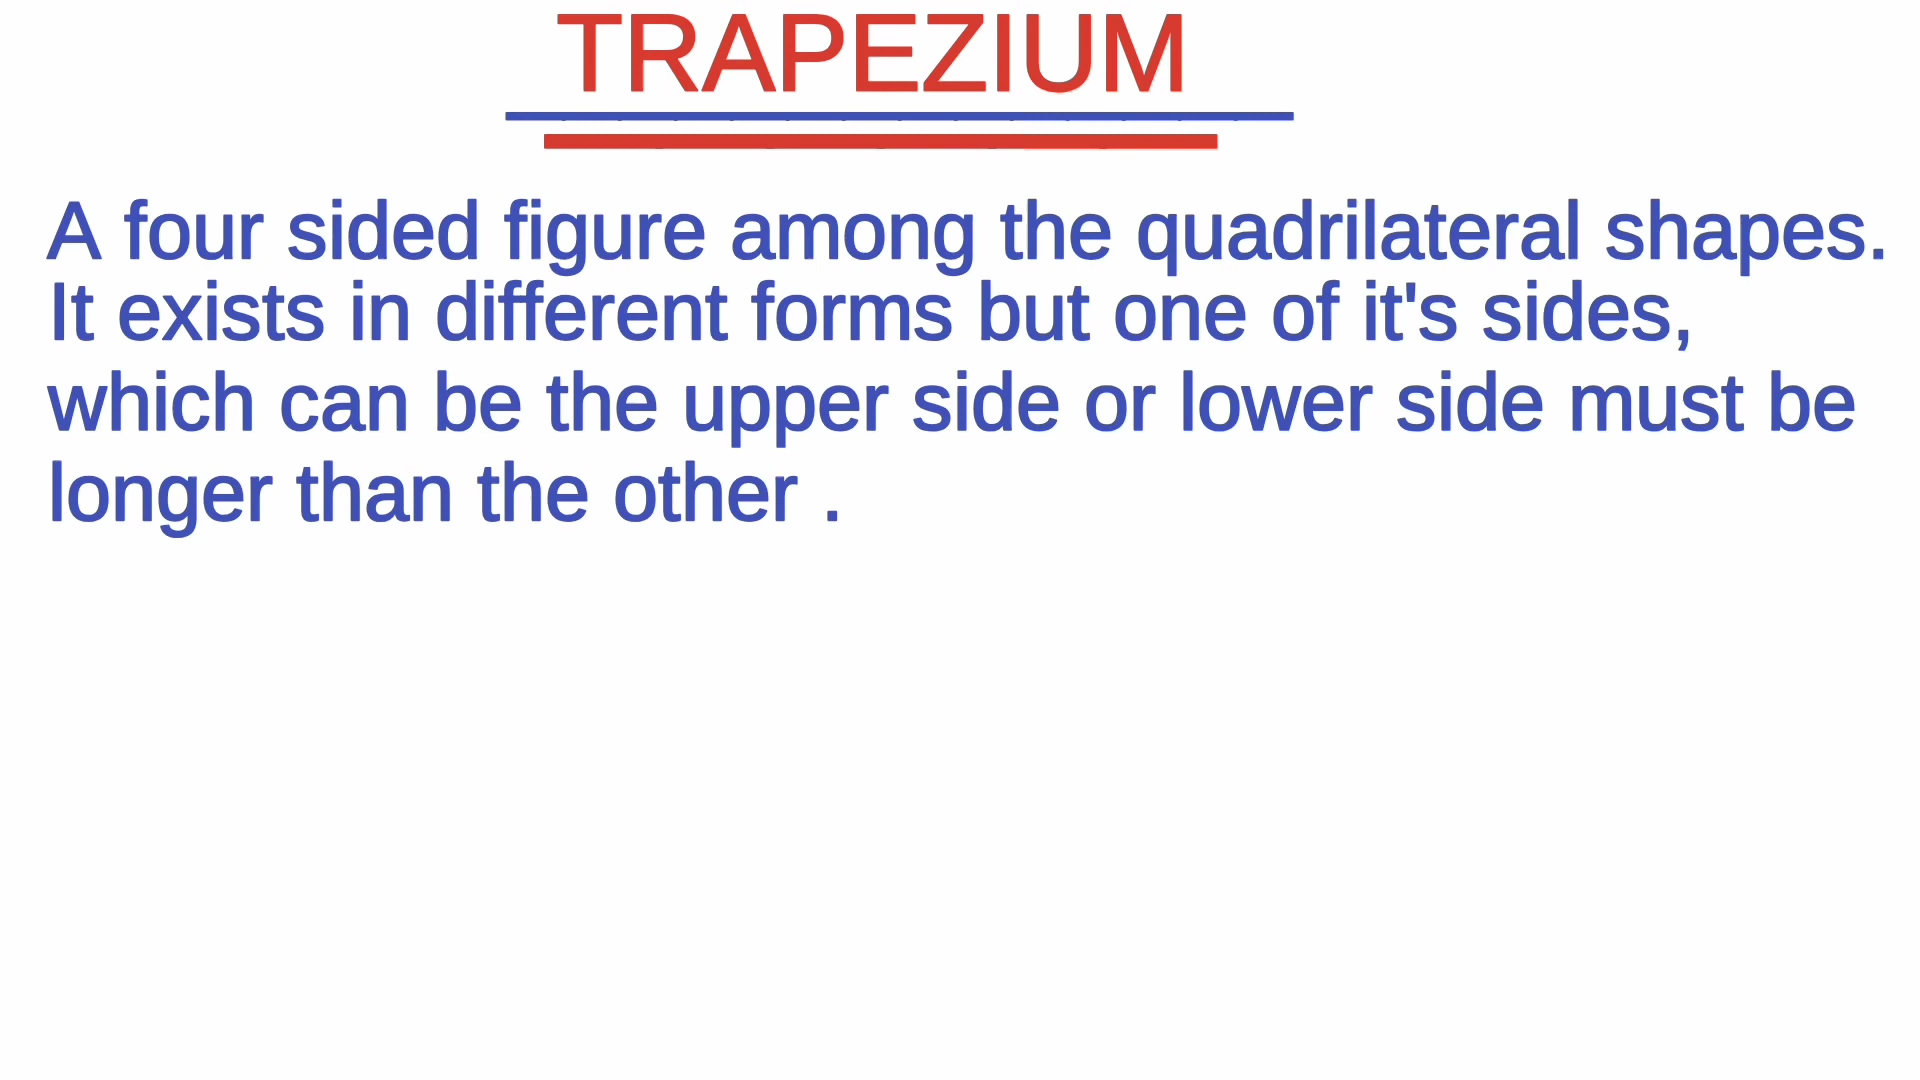 TRAPEZIUM
A four sided figure among the quadrilateral shapes.
It exists in different forms but one of it's sides,
which can be the upper side or lower side must be
longer than the other .